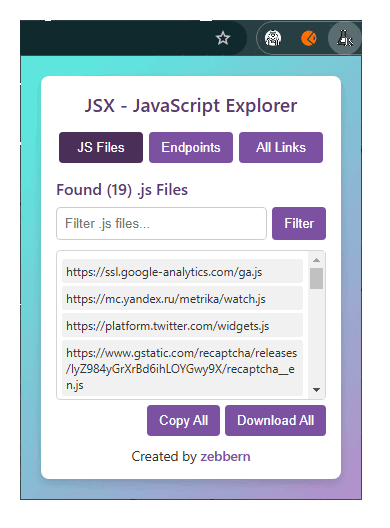 JSX - JavaScript Explorer
JS Files Endpoints All Links
Found (19) .js Files
Filter .js files... Filter
https://ssl.google-analytics.com/ga.js
https://mc.yandex.ru/metrika/watch.js
https://platform.twitter.com/widgets.js
https://www.gstatic.com/recaptcha/releases
/lyZ984yGrXrBd6ihLOYGwy9X/recaptcha__e
n.js
Copy All Download All
Created by zebbern